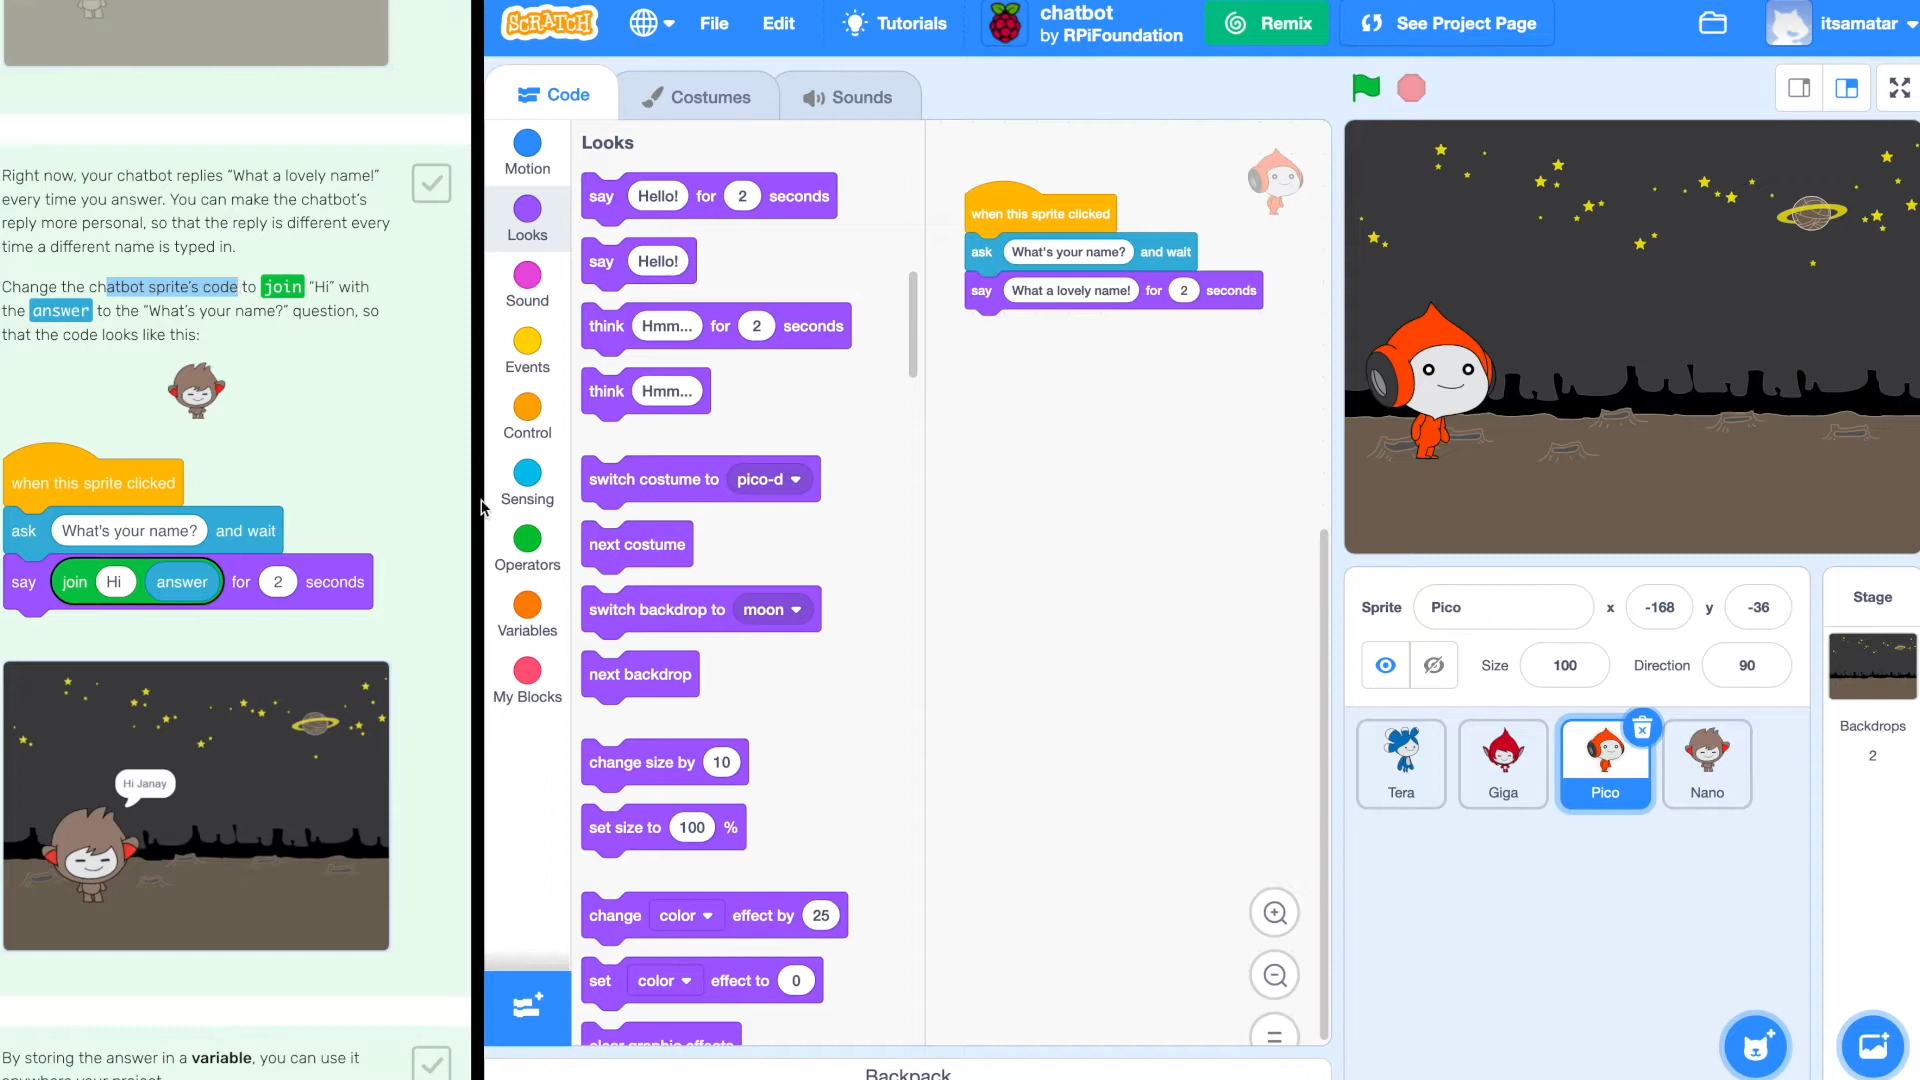 Right now, your chatbot replies “What a lovely name!”
every time you answer. You can make the chatbot’s
reply more personal, so that the reply is different every
time a different name is typed in.
Change the chatbot sprite’s code to join “Hi” with
the answer to the “What’s your name?” question, so
that the code looks like this:
when this sprite clicked
ask What's your name? and wait
say join Hi answer for 2 seconds
Hi Janay
By storing the answer in a variable, you can use it
anywhere your project
SCRATCH
File
Edit
Tutorials
chatbot
by RPiFoundation
Remix
See Project Page
itsamatar
Code
Costumes
Sounds
Motion
Looks
Sound
Events
Control
Sensing
Operators
Variables
My Blocks
Looks
say Hello! for 2 seconds
say Hello!
think Hmm... for 2 seconds
think Hmm...
switch costume to pico-d
next costume
switch backdrop to moon
next backdrop
change size by 10
set size to 100 %
change color effect by 25
set color effect to 0
clear graphic effects
when this sprite clicked
ask What's your name? and wait
say What a lovely name! for 2 seconds
Backpack
Sprite Pico x -168 y -36
Size 100 Direction 90
Tera
Giga
Pico
Nano
Stage
Backdrops
2